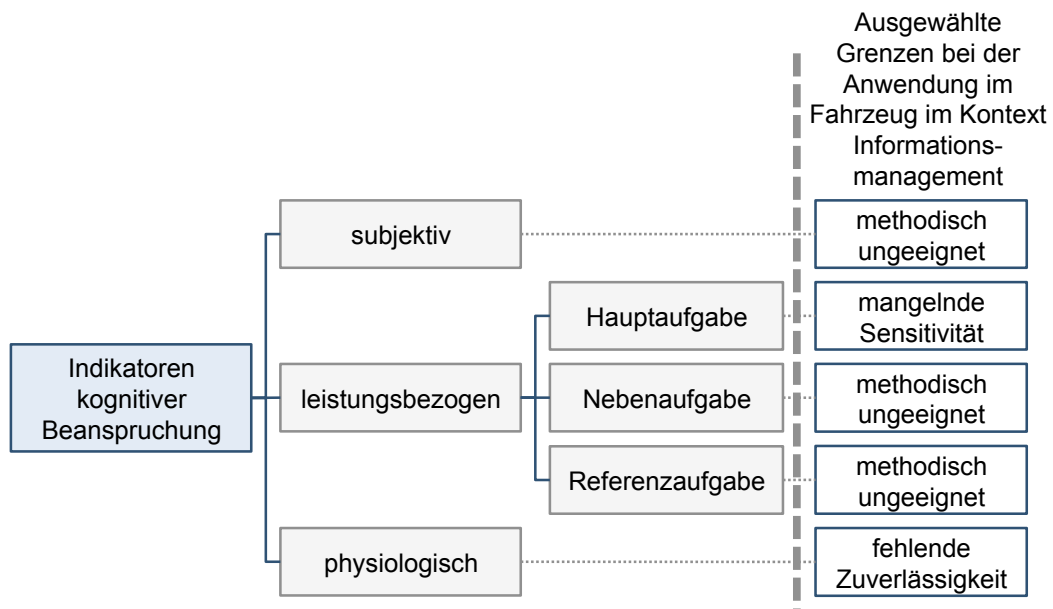 Ausgewählte
Grenzen bei der
Anwendung im
Fahrzeug im Kontext
Informations-
management
subjektiv
methodisch
ungeeignet
Hauptaufgabe
mangelnde
Sensitivität
Indikatoren
kognitiver
Beanspruchung
leistungsbezogen
Nebenaufgabe
methodisch
ungeeignet
Referenzaufgabe
methodisch
ungeeignet
physiologisch
fehlende
Zuverlässigkeit